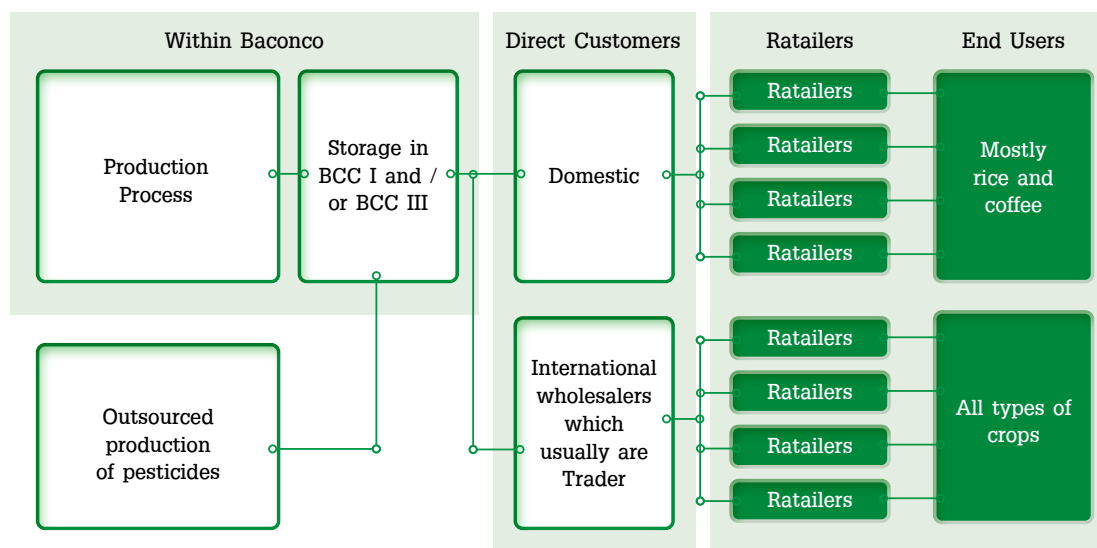 Within Baconco
Direct Customers
Ratailers
End Users
Production
Process
Storage in
BCC I and /
or BCC III
Domestic
Ratailers
Ratailers
Ratailers
Ratailers
Mostly
rice and
coffee
Outsourced
production
of pesticides
International
wholesalers
which
usually are
Trader
Ratailers
Ratailers
Ratailers
Ratailers
All types of
crops